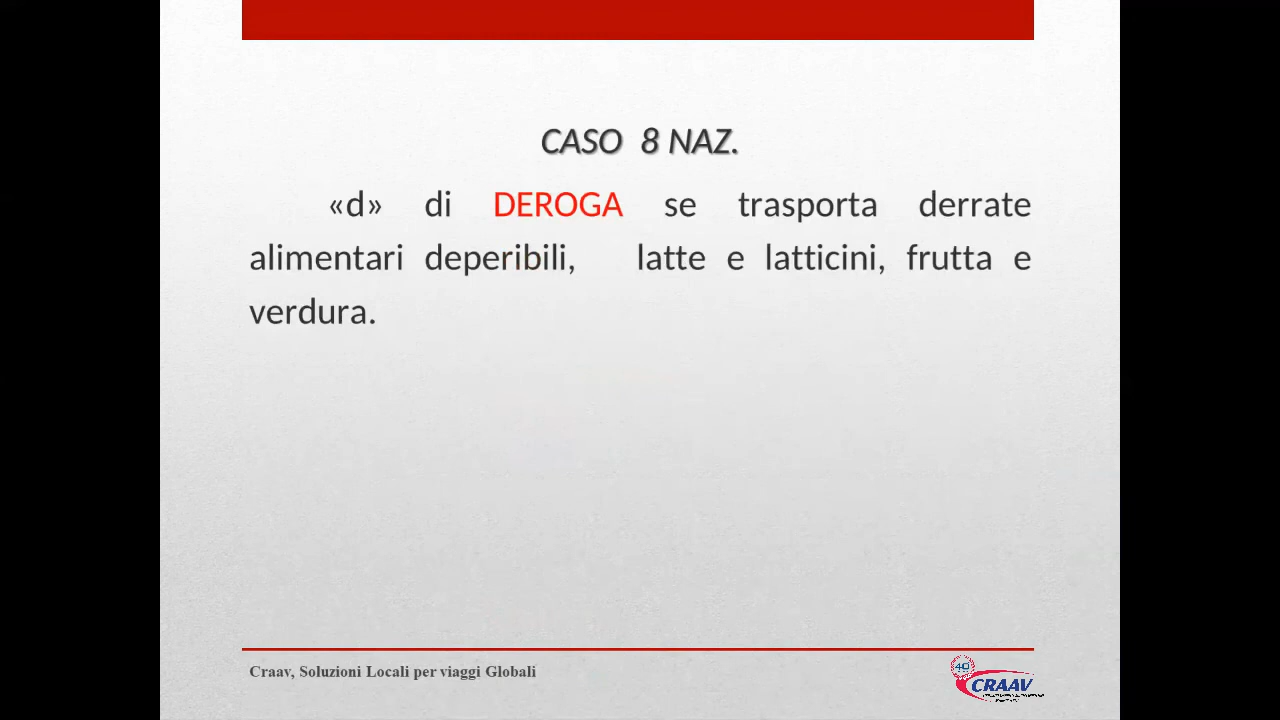 CASO 8 NAZ.
«d» di DEROGA se trasporta derrate
alimentari deperibili, latte e latticini, frutta e
verdura.
Craav, Soluzioni Locali per viaggi Globali
40
CRAAV